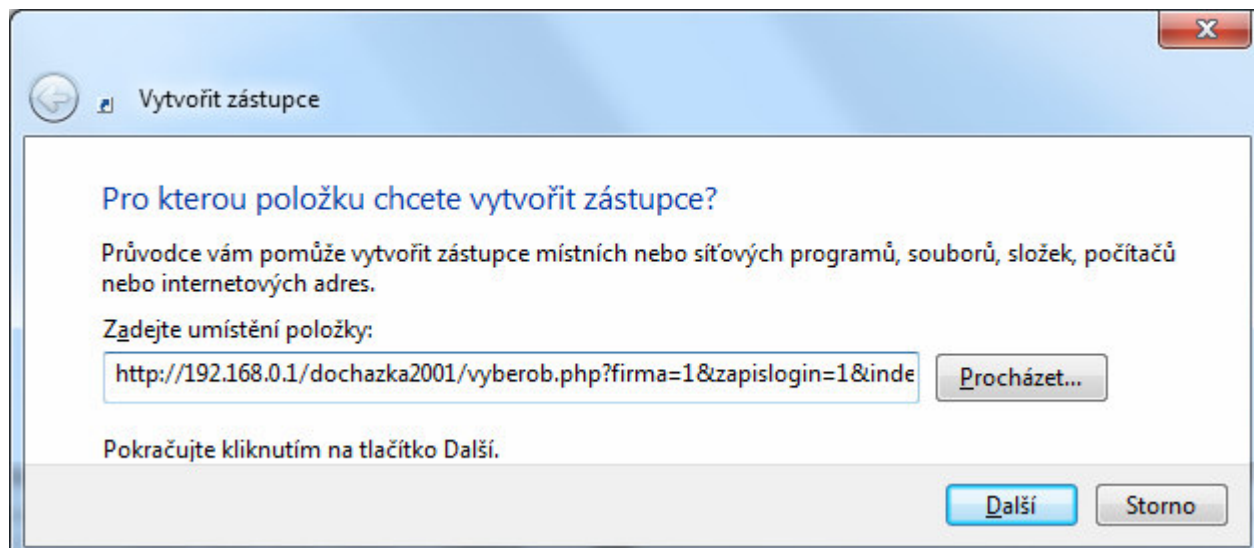 Vytvořit zástupce
Pro kterou položku chcete vytvořit zástupce?
Průvodce vám pomůže vytvořit zástupce místních nebo síťových programů, souborů, složek, počítačů
nebo internetových adres.
Zadejte umístění položky:
http://192.168.0.1/dochazka2001/vyberob.php?firma=1&zapislogin=1&inde
Procházet...
Pokračujte kliknutím na tlačítko Další.
Další
Storno